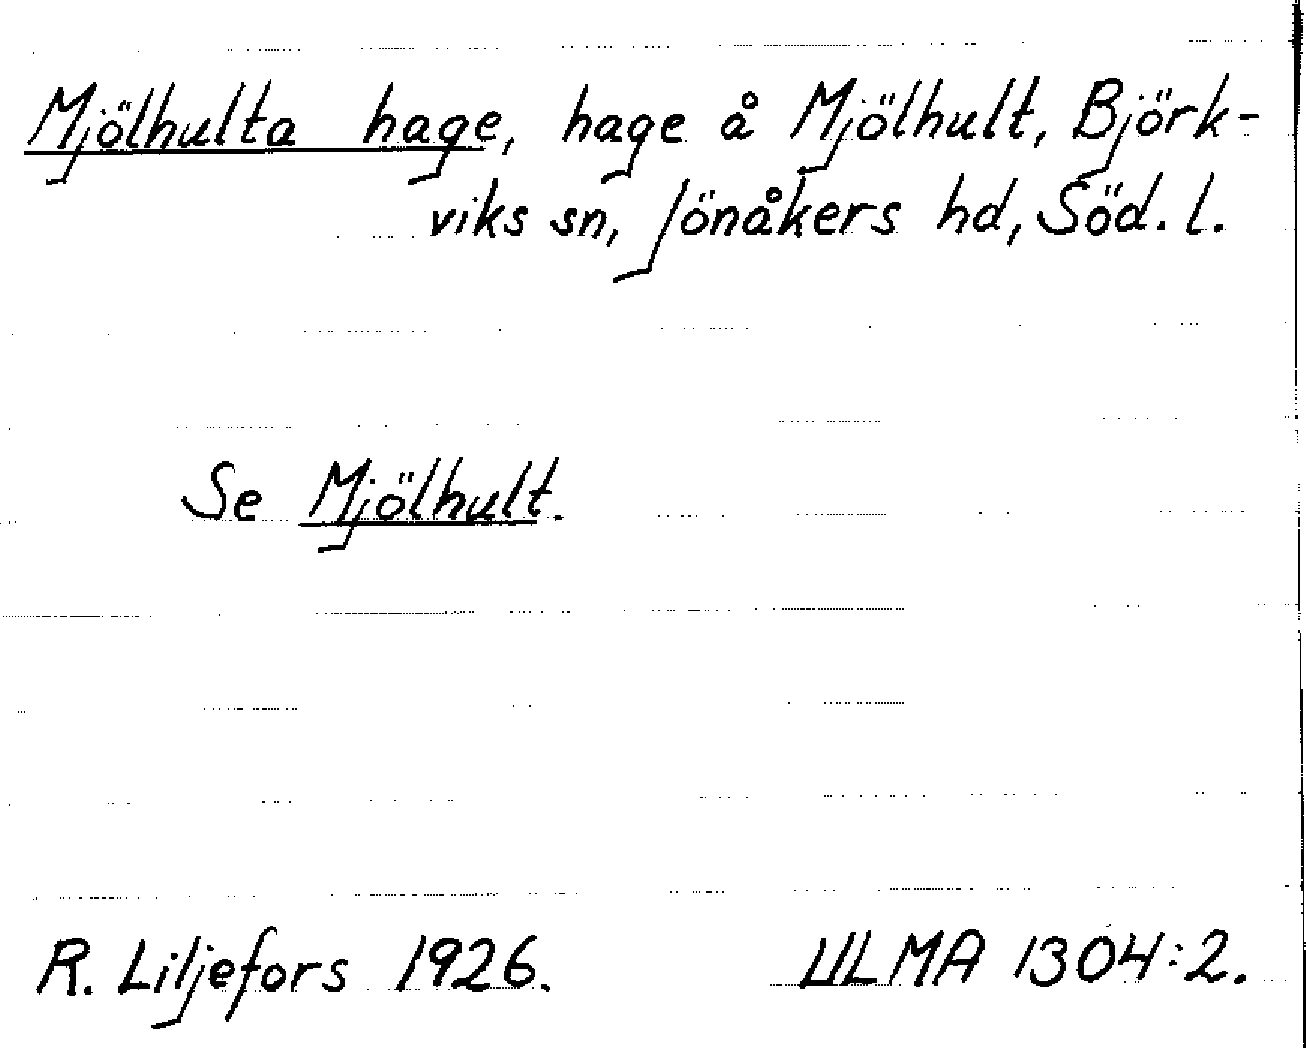 Mjölhulta hage, hage å Mjölhult, Björk-
viks sn, Jönåkers hd, Söd. l.
Se Mjölhult.
R. Liljefors 1926. ULMA 1304:2.